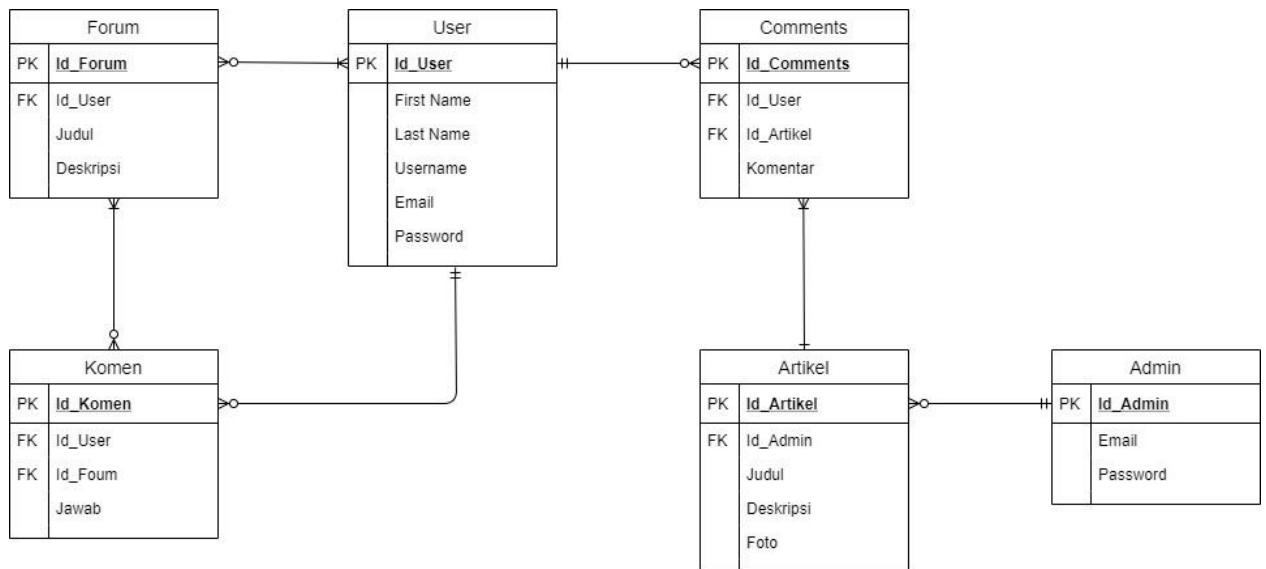 Forum
PK Id_Forum
FK Id_User
Judul
Deskripsi
User
PK Id_User
First Name
Last Name
Username
Email
Password
Comments
PK Id_Comments
FK Id_User
FK Id_Artikel
Komentar
Komen
PK Id_Komen
FK Id_User
FK Id_Foum
Jawab
Artikel
PK Id_Artikel
FK Id_Admin
Judul
Deskripsi
Foto
Admin
PK Id_Admin
Email
Password